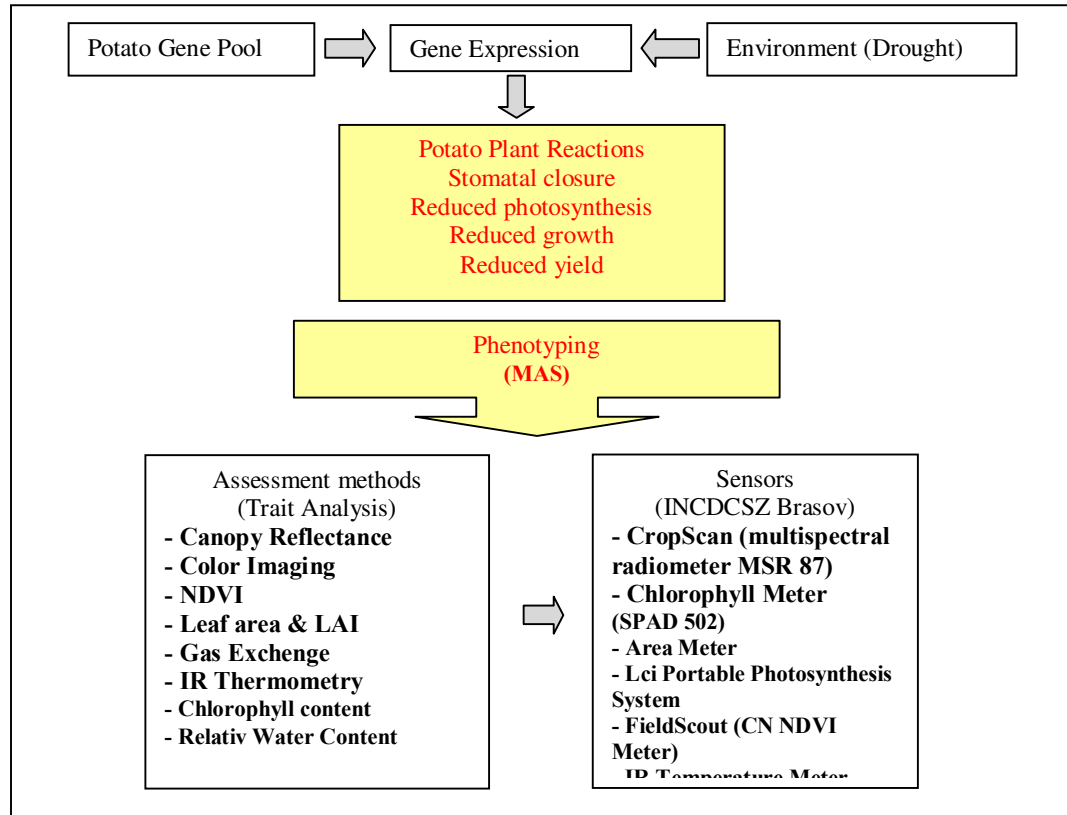 Potato Gene Pool
Gene Expression
Environment (Drought)
Potato Plant Reactions
Stomatal closure
Reduced photosynthesis
Reduced growth
Reduced yield
Phenotyping
(MAS)
Assessment methods
(Trait Analysis)
- Canopy Reflectance
- Color Imaging
- NDVI
- Leaf area & LAI
- Gas Exchenge
- IR Thermometry
- Chlorophyll content
- Relativ Water Content
Sensors
(INCDCSZ Brasov)
- CropScan (multispectral
radiometer MSR 87)
- Chlorophyll Meter
(SPAD 502)
- Area Meter
- Lci Portable Photosynthesis
System
- FieldScout (CN NDVI
Meter)
- IR Temperature Meter